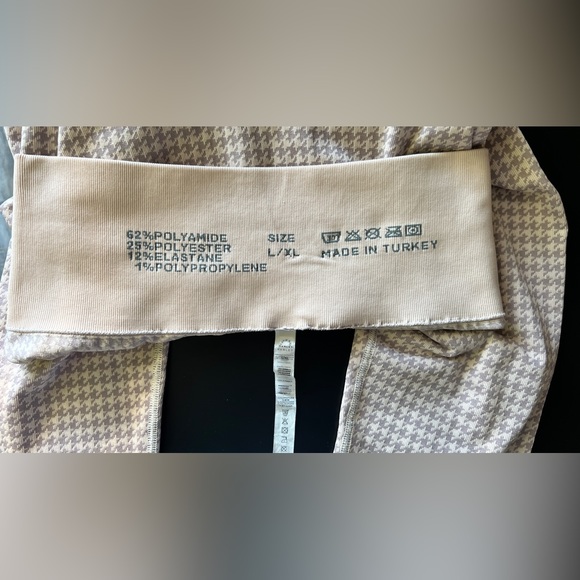 62%POLYAMIDE
25%POLYESTER
12%ELASTANE
1%POLYPROPYLENE
SIZE
L/XL
MADE IN TURKEY